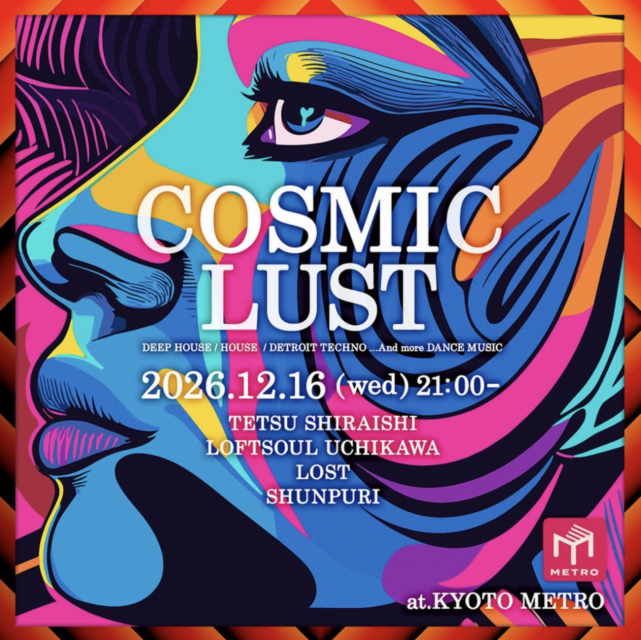 COSMIC
LUST
DEEP HOUSE / HOUSE / DETROIT TECHNO ...And more DANCE MUSIC
2026.12.16 (wed) 21:00-
TETSU SHIRAISHI
LOFTSOUL UCHIKAWA
LOST
SHUNPURI
METRO
at.KYOTO METRO